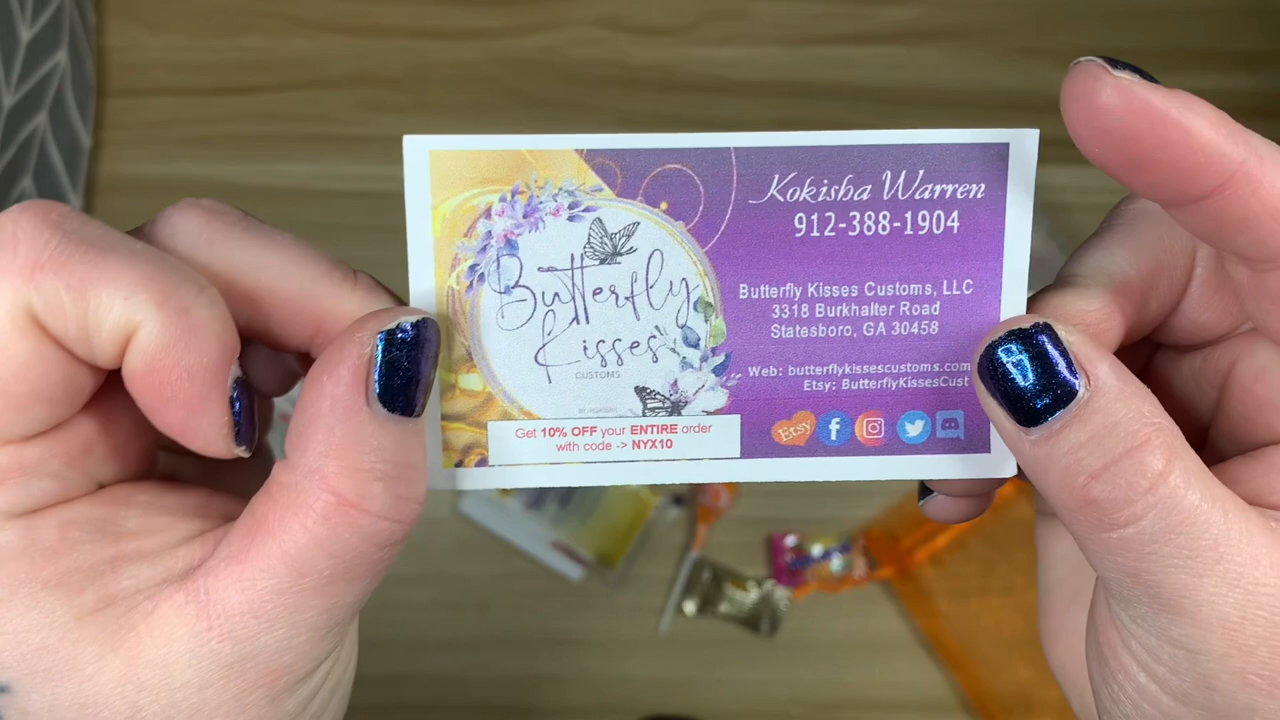 Kokisha Warren
912-388-1904
Butterfly
Kisses
CUSTOMS
Butterfly Kisses Customs, LLC
3318 Burkhalter Road
Statesboro, GA 30458
Web: butterflykissescustoms.com
Etsy: ButterflyKissesCust
Get 10% OFF your ENTIRE order
with code -> NYX10
Etsy